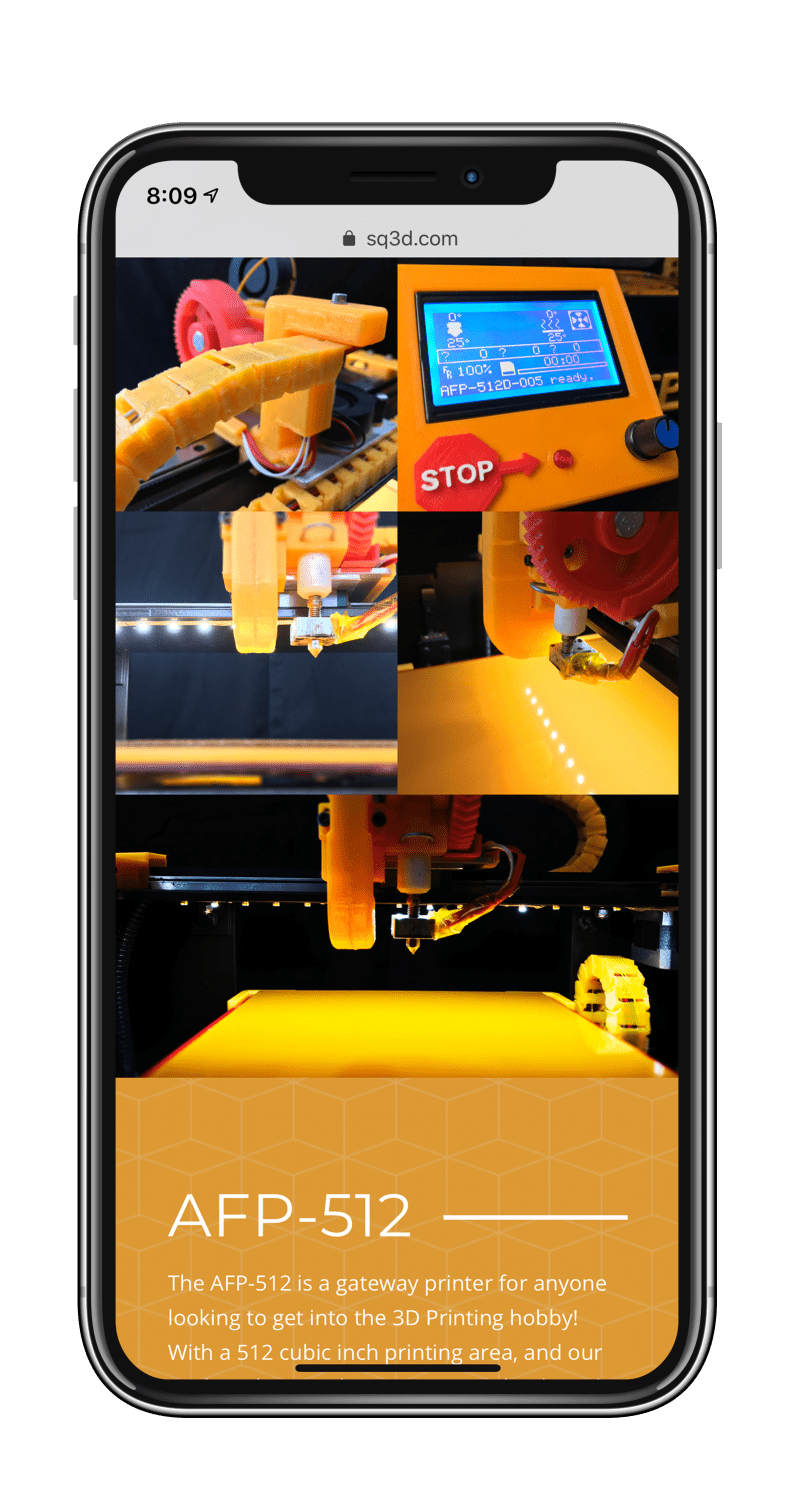 8:09
sq3d.com
0° 0°
25° 25°
? 0 ? 0 ? 0
FR 100% 00:00
AFP-512D-005 ready.
STOP
AFP-512
The AFP-512 is a gateway printer for anyone
looking to get into the 3D Printing hobby!
With a 512 cubic inch printing area, and our